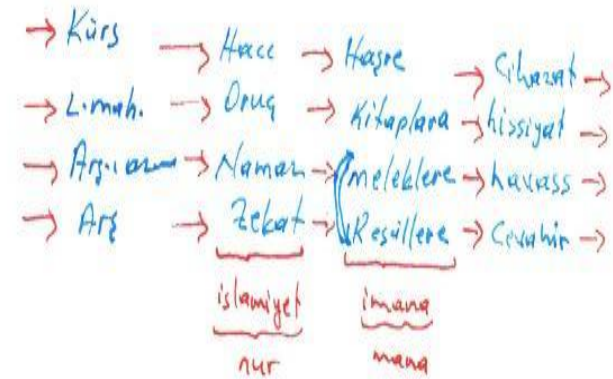 → Kürs → Hacc → Haşre → Cihazat →
→ L.mah. → Oruç → Kitaplara → hissiyat →
→ → Namaz → meleklere → havass →
→ Arş → Zekat → Resüllere → Cevahir →
islamiyet imana
nur mana